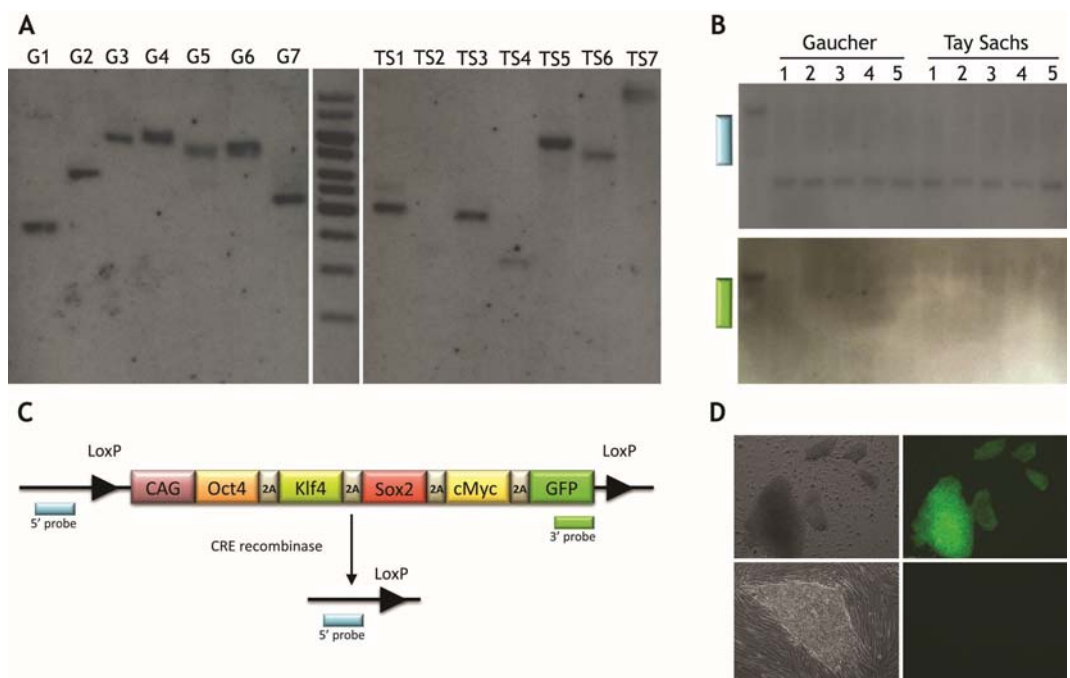 A
G1 G2 G3 G4 G5 G6 G7
TS1 TS2 TS3 TS4 TS5 TS6 TS7
B
Gaucher Tay Sachs
1 2 3 4 5 1 2 3 4 5
C
LoxP LoxP
CAG Oct4 2A Klf4 2A Sox2 2A cMyc 2A GFP
5' probe 3' probe
CRE recombinase
LoxP
5' probe
D